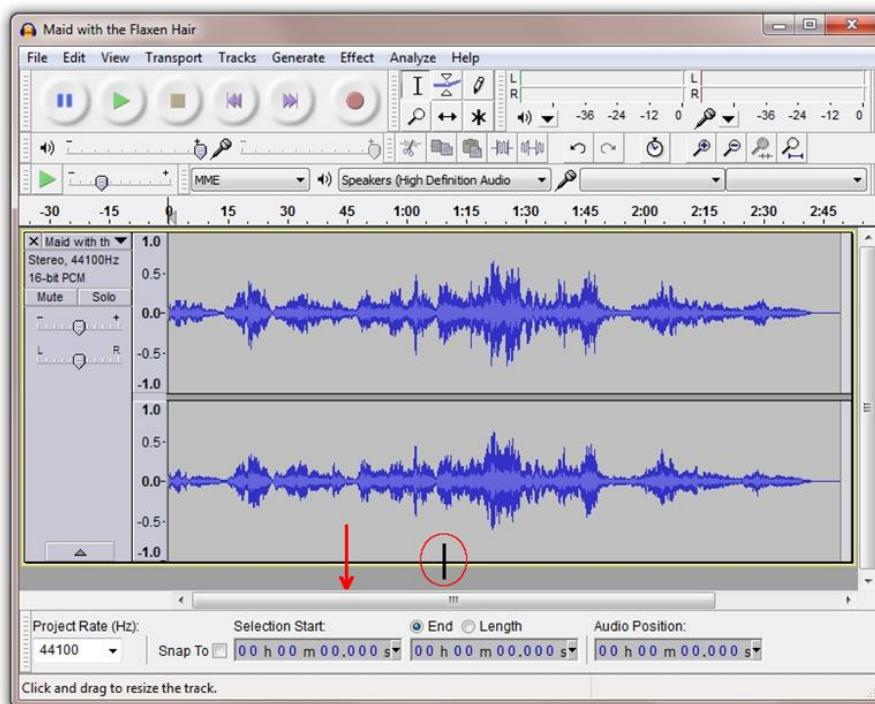 Maid with the Flaxen Hair
File Edit View Transport Tracks Generate Effect Analyze Help
L
R
L
R
-36 -24 -12 0 -36 -24 -12 0
MME Speakers (High Definition Audio
-30 -15 0 15 30 45 1:00 1:15 1:30 1:45 2:00 2:15 2:30 2:45
Maid with th 1.0
Stereo, 44100Hz
16-bit PCM
0.5
Mute Solo
- + 0.0
L R
-0.5
-1.0
1.0
0.5
0.0
-0.5
-1.0
Project Rate (Hz): Selection Start: End Length Audio Position:
44100 Snap To 00 h 00 m 00.000 s 00 h 00 m 00.000 s 00 h 00 m 00.000 s
Click and drag to resize the track.